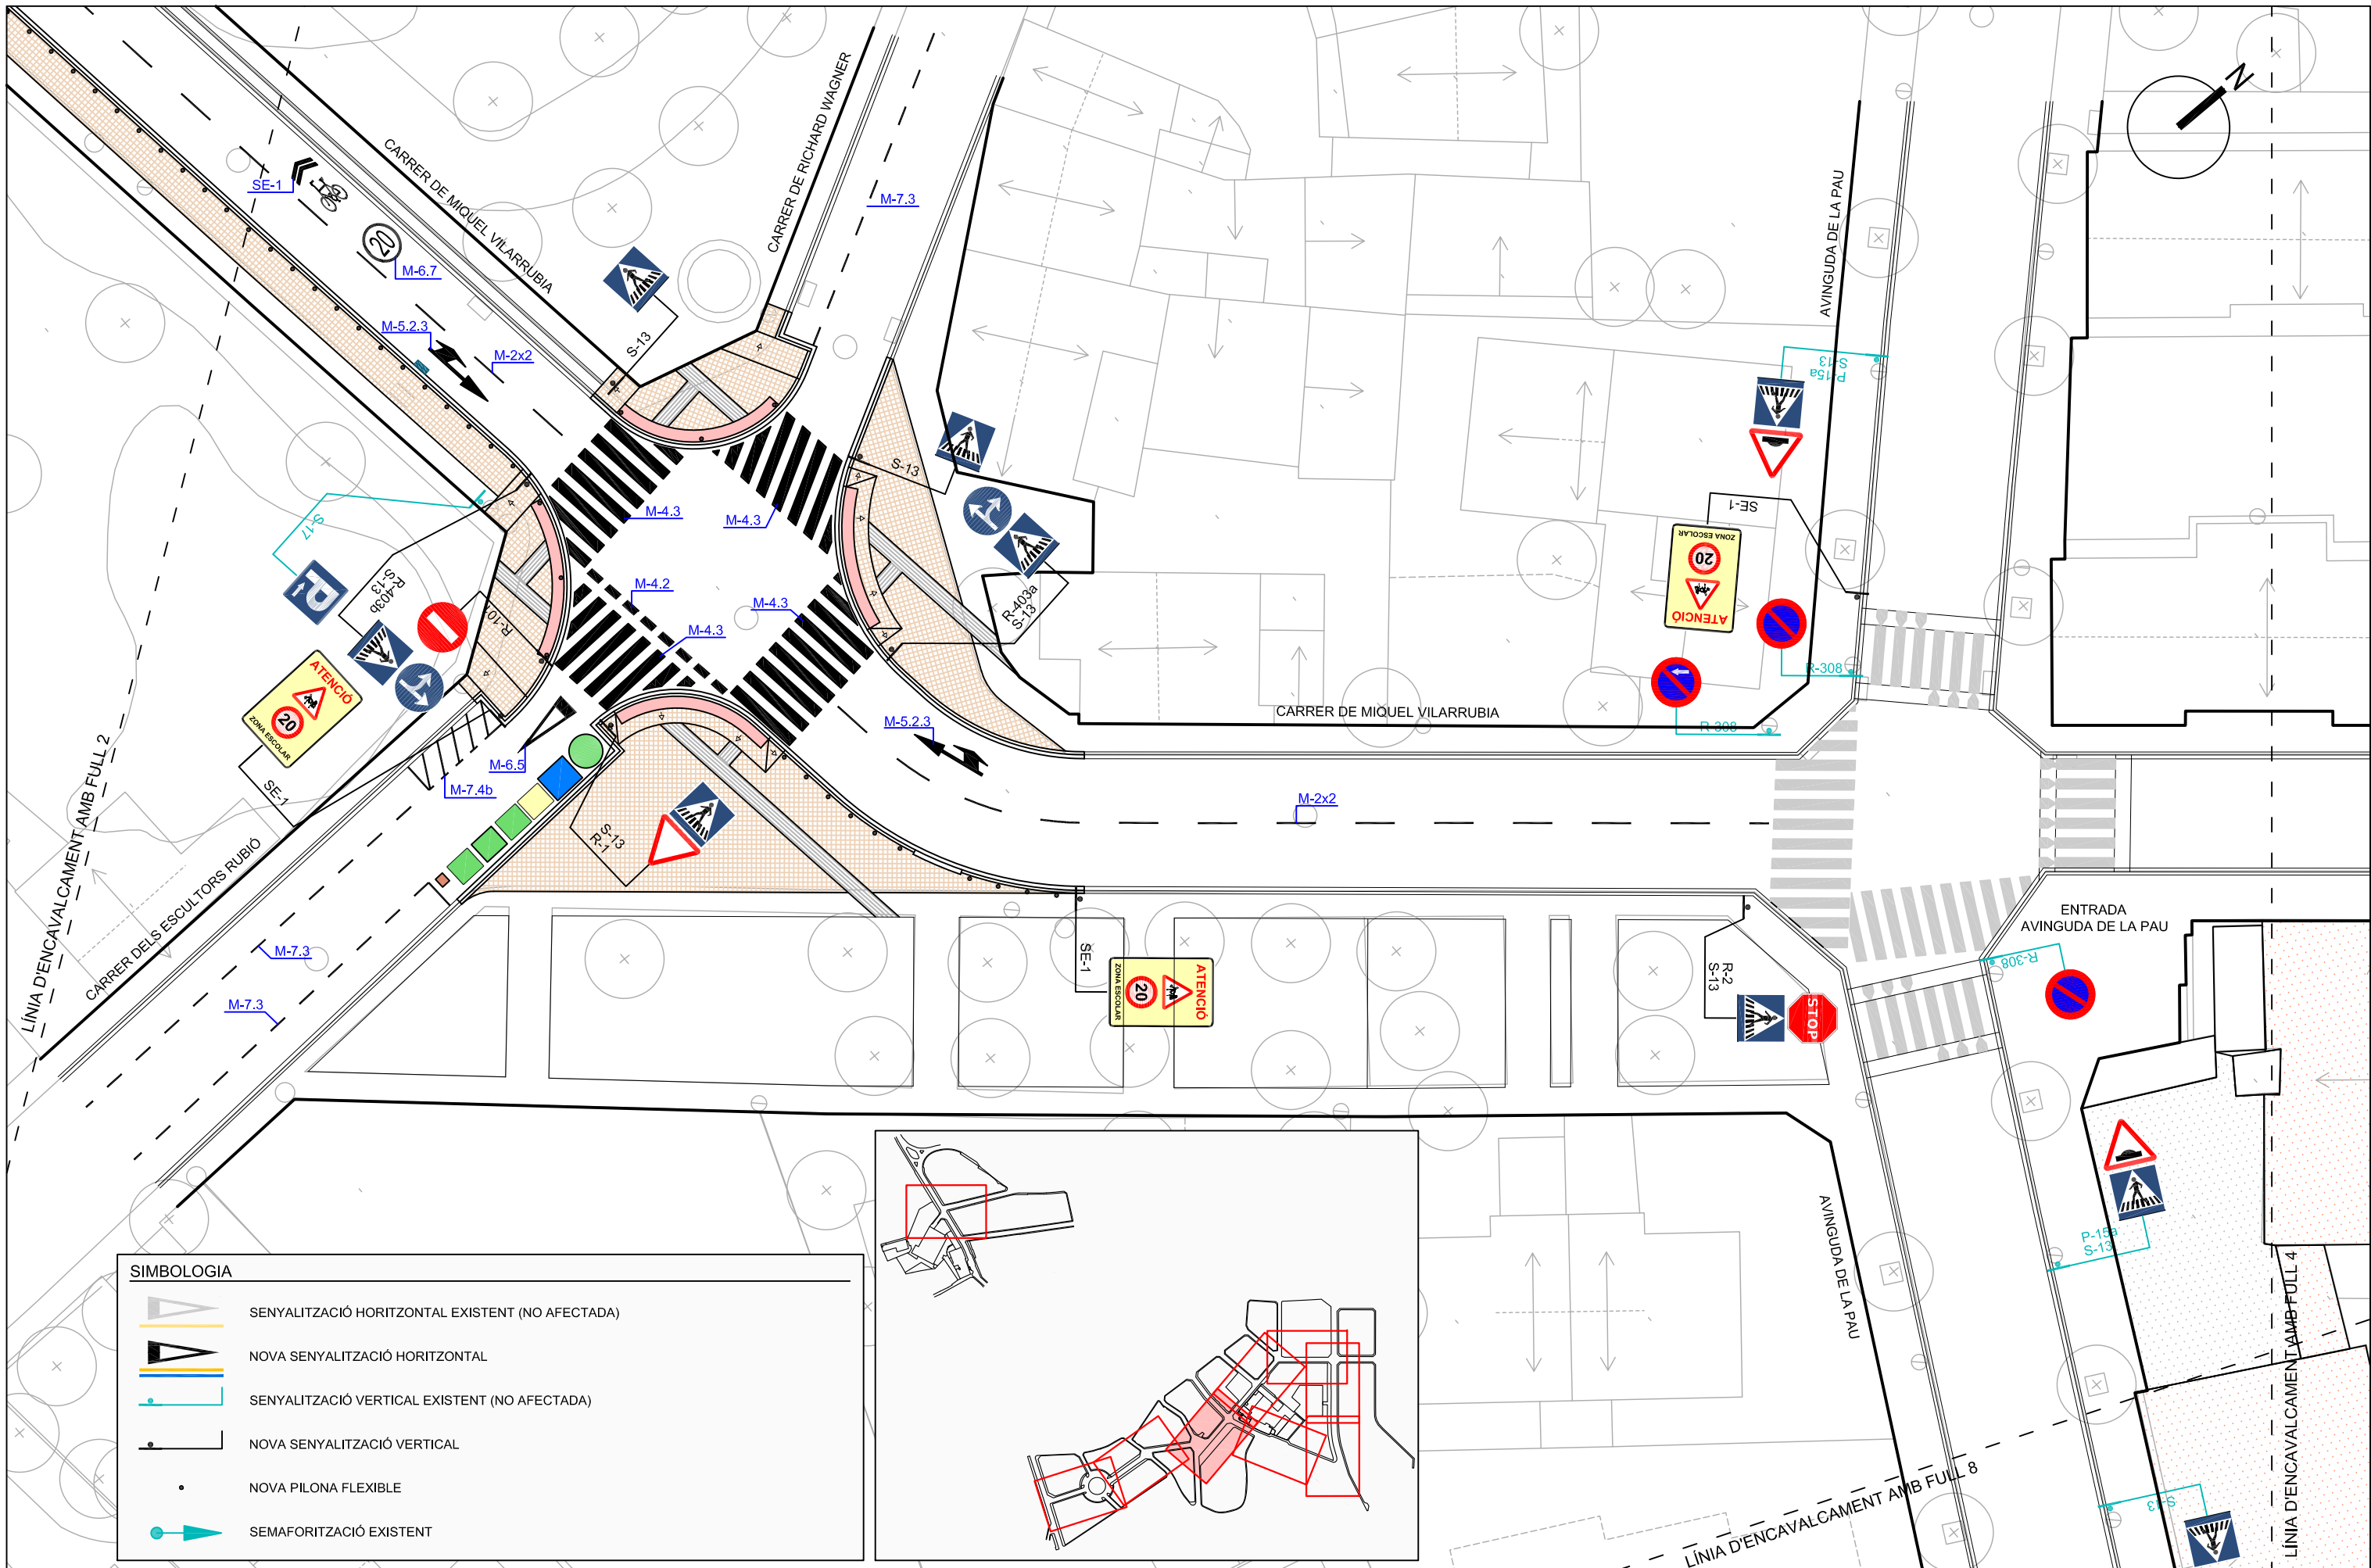 CARRER DE MIQUEL VILARRUBIA
CARRER DE RICHARD WAGNER
M-7.3
N
AVINGUDA DE LA PAU
SE-1
20
M-6.7
M-5.2.3
M-2x2
S-13
S-13
P-15a
S-13
SE-1
ATENCIÓ
20
ZONA ESCOLAR
R-308
R-308
M-4.3
M-4.3
M-4.2
M-4.3
M-4.3
S-17
P
R-403b
S-13
R-101
R-403a
S-13
ATENCIÓ
20
ZONA ESCOLAR
SE-1
M-6.5
M-7.4b
M-5.2.3
CARRER DE MIQUEL VILARRUBIA
M-2x2
S-13
R-1
LÍNIA D'ENCAVALCAMENT AMB FULL 2
CARRER DELS ESCULTORS RUBIÓ
M-7.3
M-7.3
SE-1
ATENCIÓ
20
ZONA ESCOLAR
R-2
S-13
STOP
ENTRADA
AVINGUDA DE LA PAU
R-308
P-15a
S-13
AVINGUDA DE LA PAU
S-13
LÍNIA D'ENCAVALCAMENT AMB FULL 4
LÍNIA D'ENCAVALCAMENT AMB FULL 8
SIMBOLOGIA
SENYALITZACIÓ HORITZONTAL EXISTENT (NO AFECTADA)
NOVA SENYALITZACIÓ HORITZONTAL
SENYALITZACIÓ VERTICAL EXISTENT (NO AFECTADA)
NOVA SENYALITZACIÓ VERTICAL
NOVA PILONA FLEXIBLE
SEMAFORITZACIÓ EXISTENT